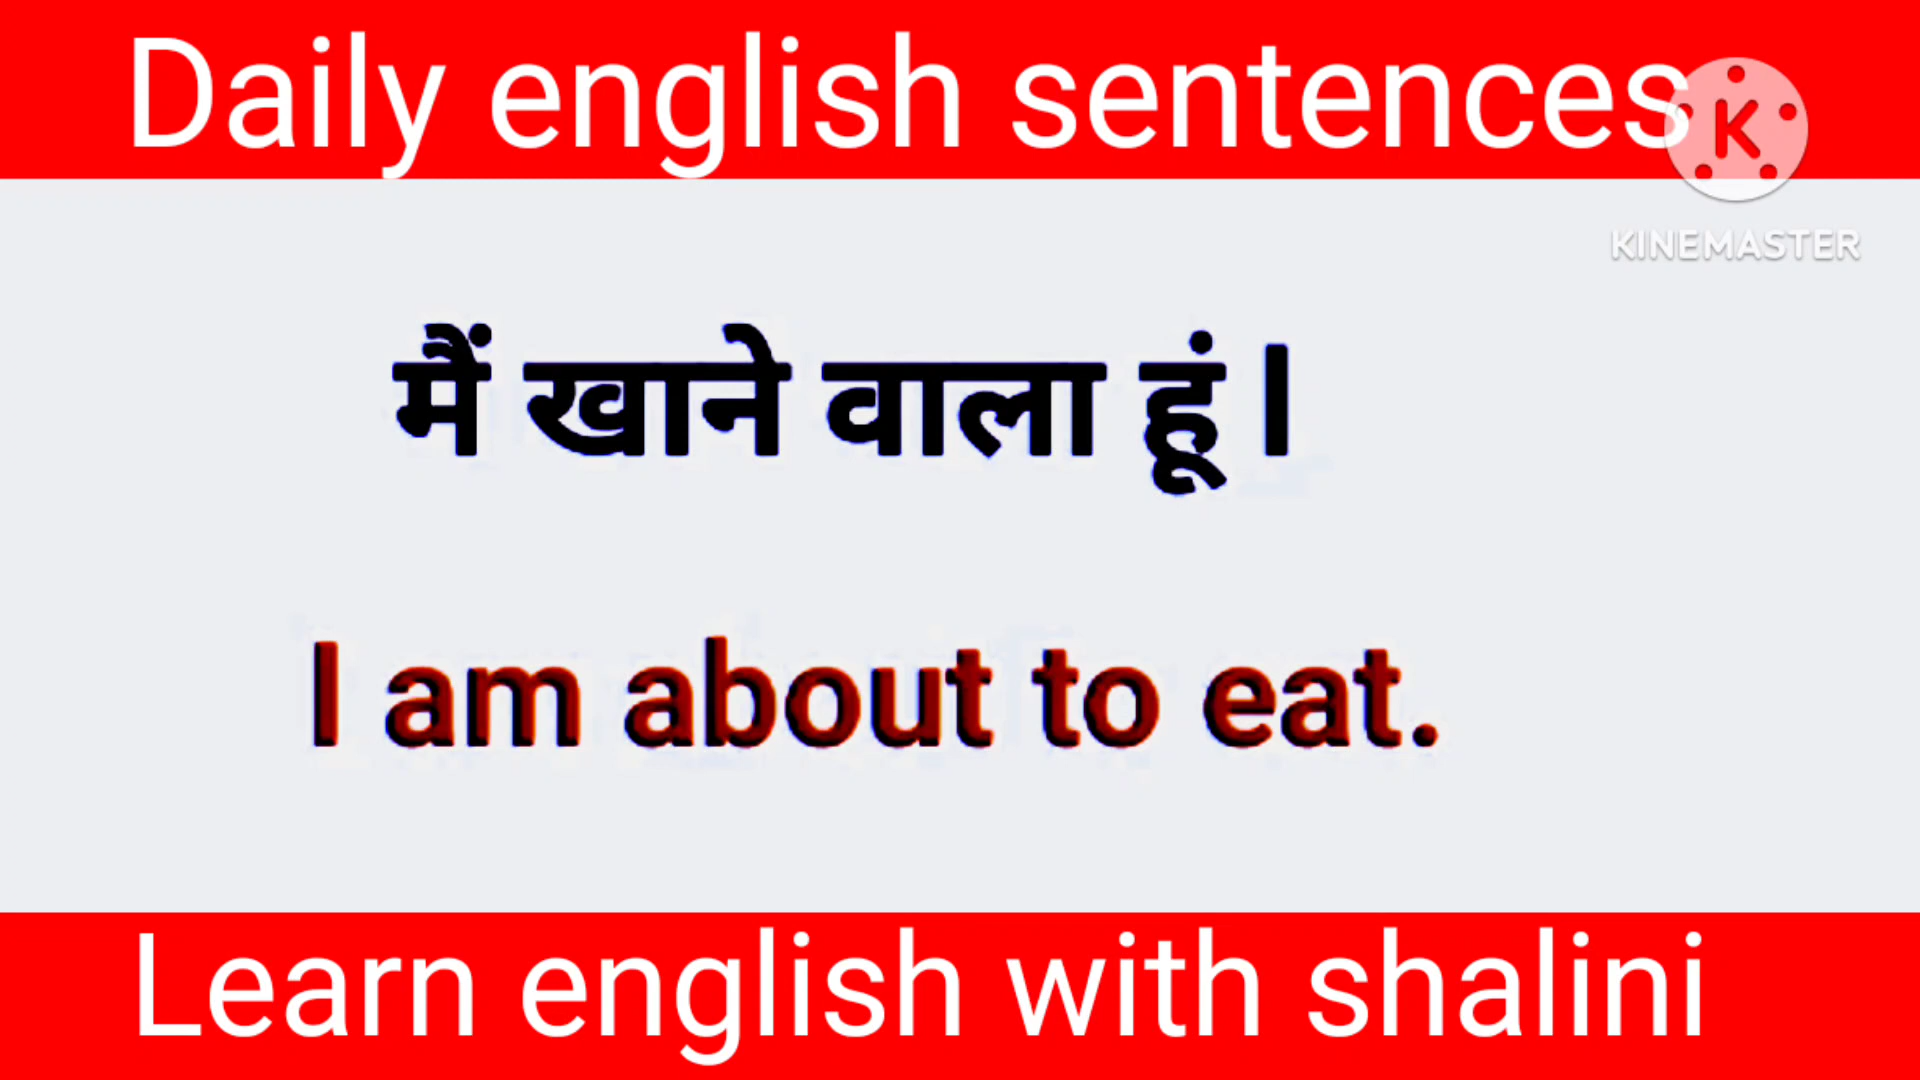 Daily english sentences
K
KINEMASTER
मैं खाने वाला हूं।
I am about to eat.
Learn english with shalini